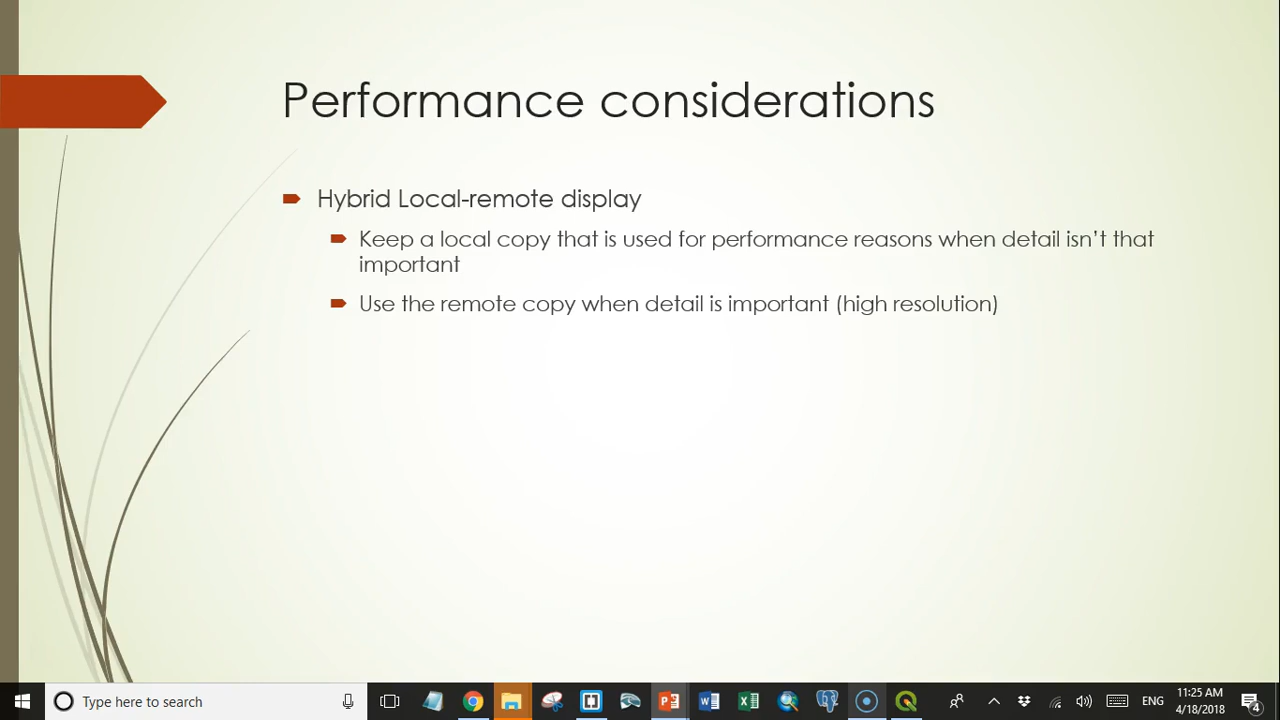 Performance considerations
Hybrid Local-remote display
Keep a local copy that is used for performance reasons when detail isn’t that
important
Use the remote copy when detail is important (high resolution)
Type here to search
ENG
11:25 AM
4/18/2018
4